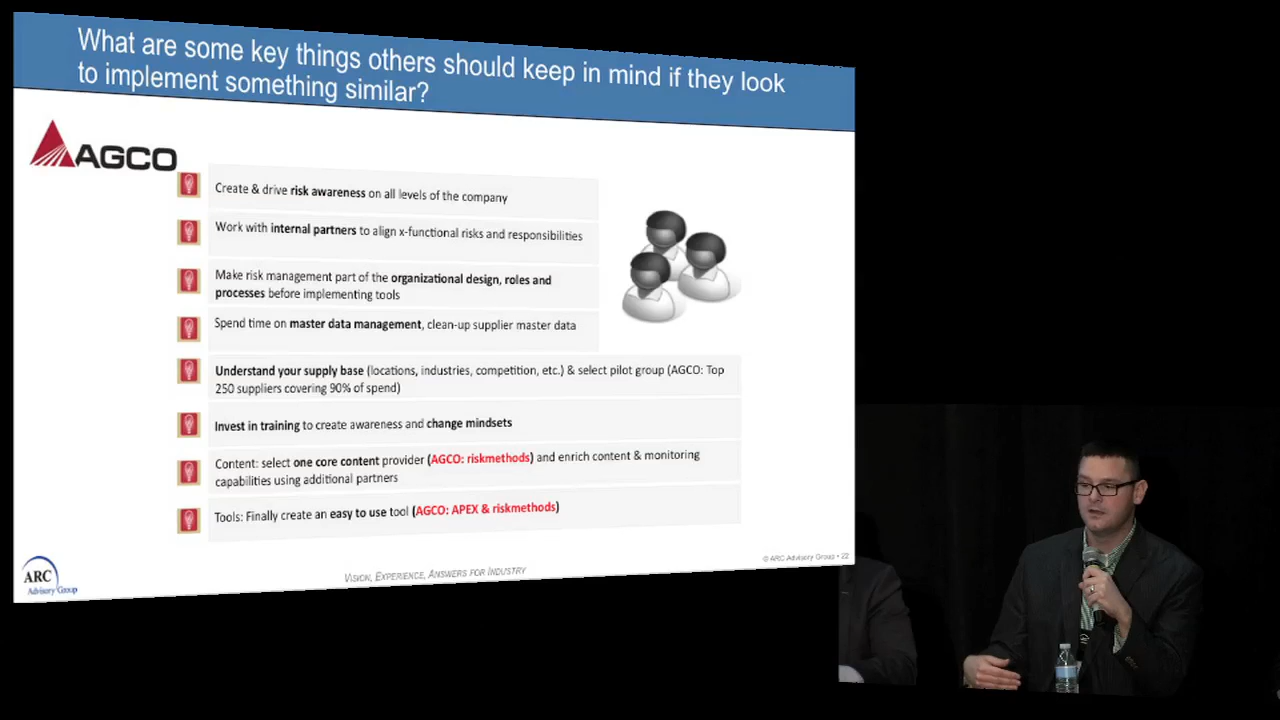 What are some key things others should keep in mind if they look
to implement something similar?
AGCO
Create & drive risk awareness on all levels of the company
Work with internal partners to align x-functional risks and responsibilities
Make risk management part of the organizational design, roles and
processes before implementing tools
Spend time on master data management, clean-up supplier master data
Understand your supply base (locations, industries, competition, etc.) & select pilot group (AGCO: Top
250 suppliers covering 90% of spend)
Invest in training to create awareness and change mindsets
Content: select one core content provider (AGCO: riskmethods) and enrich content & monitoring
capabilities using additional partners
Tools: Finally create an easy to use tool (AGCO: APEX & riskmethods)
ARC
Advisory Group
VISION, EXPERIENCE, ANSWERS FOR INDUSTRY
© ARC Advisory Group • 22